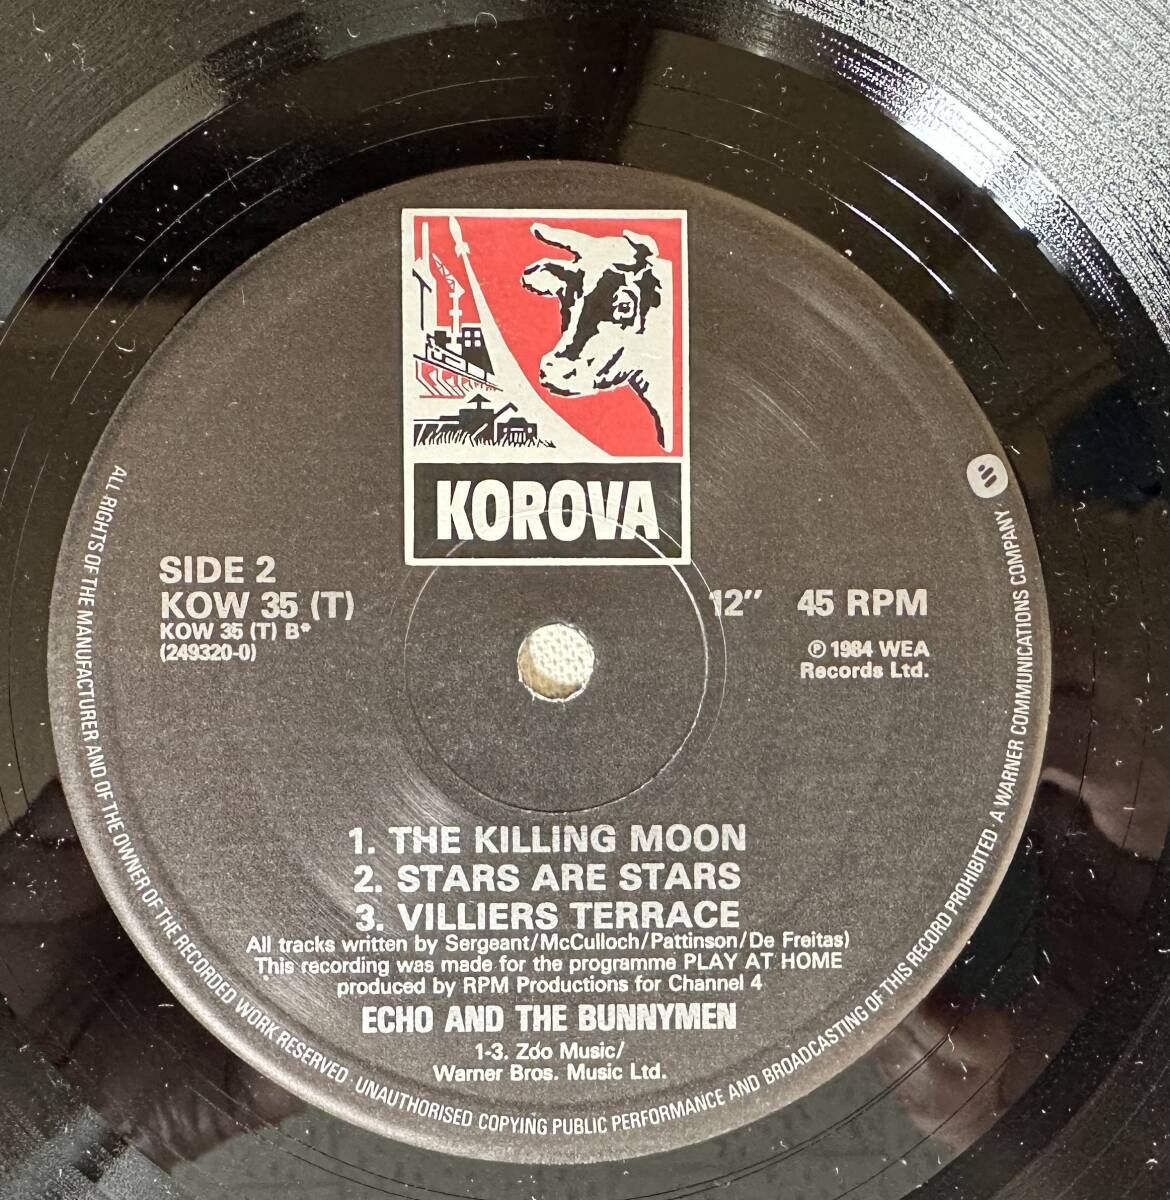 KOROVA
SIDE 2
KOW 35 (T)
KOW 35 (T) B*
(249320-0)
12" 45 RPM
℗ 1984 WEA
Records Ltd.
1. THE KILLING MOON
2. STARS ARE STARS
3. VILLIERS TERRACE
All tracks written by Sergeant/McCulloch/Pattinson/De Freitas)
This recording was made for the programme PLAY AT HOME
produced by RPM Productions for Channel 4
ECHO AND THE BUNNYMEN
1-3. Zoo Music/
Warner Bros. Music Ltd.
ALL RIGHTS OF THE MANUFACTURER AND OF THE OWNER OF THE RECORDED WORK RESERVED · UNAUTHORISED COPYING PUBLIC PERFORMANCE AND BROADCASTING OF THIS RECORD PROHIBITED · A WARNER COMMUNICATIONS COMPANY